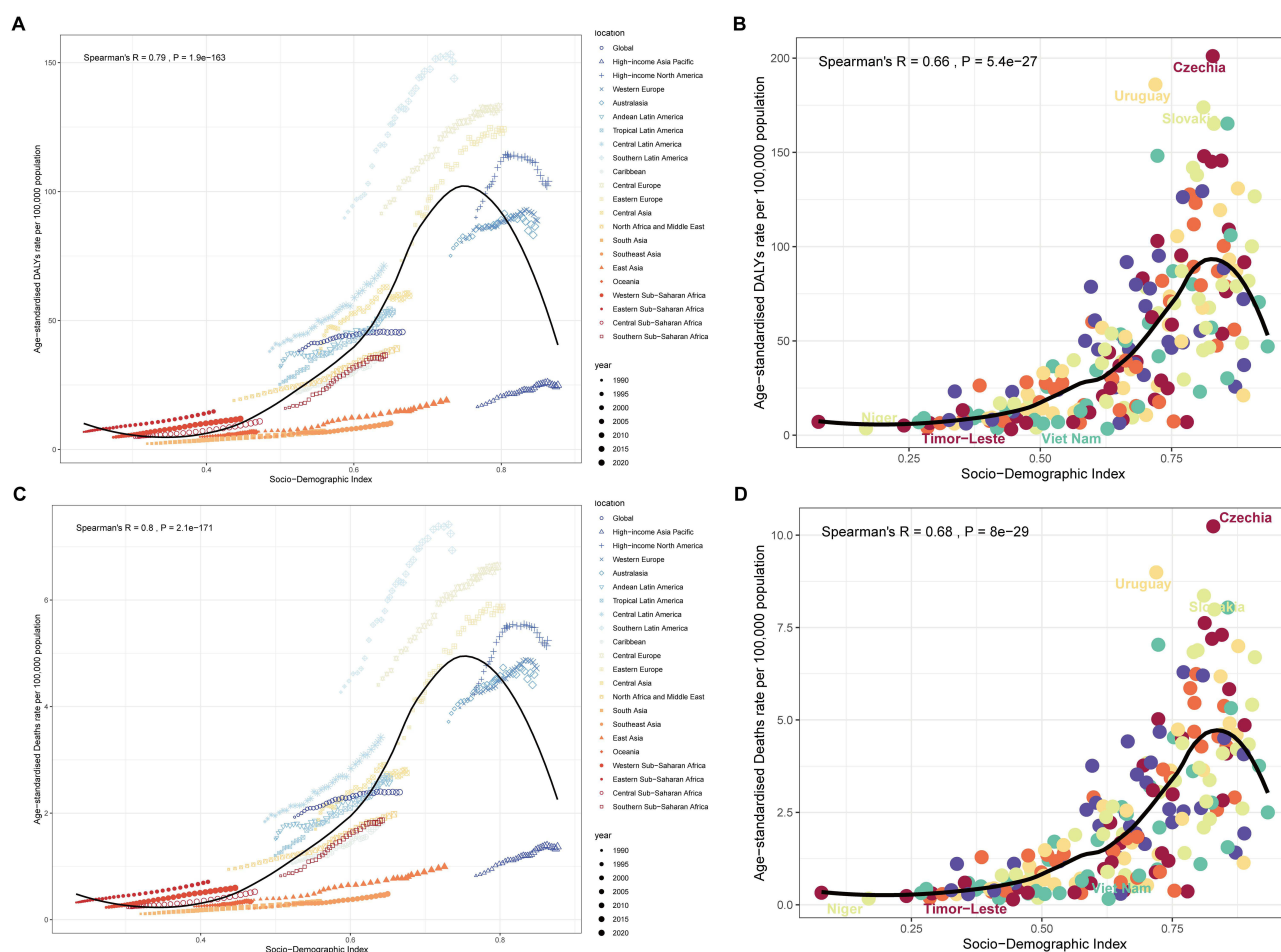 A
Spearman's R = 0.79 , P = 1.9e−163
150
100
50
0
0.4
0.6
0.8
Age−standardised DALYs rate per 100,000 population
Socio−Demographic Index
location
Global
High−income Asia Pacific
High−income North America
Western Europe
Australasia
Andean Latin America
Tropical Latin America
Central Latin America
Southern Latin America
Caribbean
Central Europe
Eastern Europe
Central Asia
North Africa and Middle East
South Asia
Southeast Asia
East Asia
Oceania
Western Sub−Saharan Africa
Eastern Sub−Saharan Africa
Central Sub−Saharan Africa
Southern Sub−Saharan Africa
year
1990
1995
2000
2005
2010
2015
2020
B
Spearman's R = 0.66 , P = 5.4e−27
200
150
100
50
0
0.25
0.50
0.75
Age−standardised DALYs rate per 100,000 population
Socio−Demographic Index
Czechia
Uruguay
Slovakia
Niger
Timor−Leste
Viet Nam
C
Spearman's R = 0.8 , P = 2.1e−171
6
4
2
0
0.4
0.6
0.8
Age−standardised Deaths rate per 100,000 population
Socio−Demographic Index
location
Global
High−income Asia Pacific
High−income North America
Western Europe
Australasia
Andean Latin America
Tropical Latin America
Central Latin America
Southern Latin America
Caribbean
Central Europe
Eastern Europe
Central Asia
North Africa and Middle East
South Asia
Southeast Asia
East Asia
Oceania
Western Sub−Saharan Africa
Eastern Sub−Saharan Africa
Central Sub−Saharan Africa
Southern Sub−Saharan Africa
year
1990
1995
2000
2005
2010
2015
2020
D
Spearman's R = 0.68 , P = 8e−29
10.0
7.5
5.0
2.5
0.0
0.25
0.50
0.75
Age−standardised Deaths rate per 100,000 population
Socio−Demographic Index
Czechia
Uruguay
Slovakia
Niger
Timor−Leste
Viet Nam